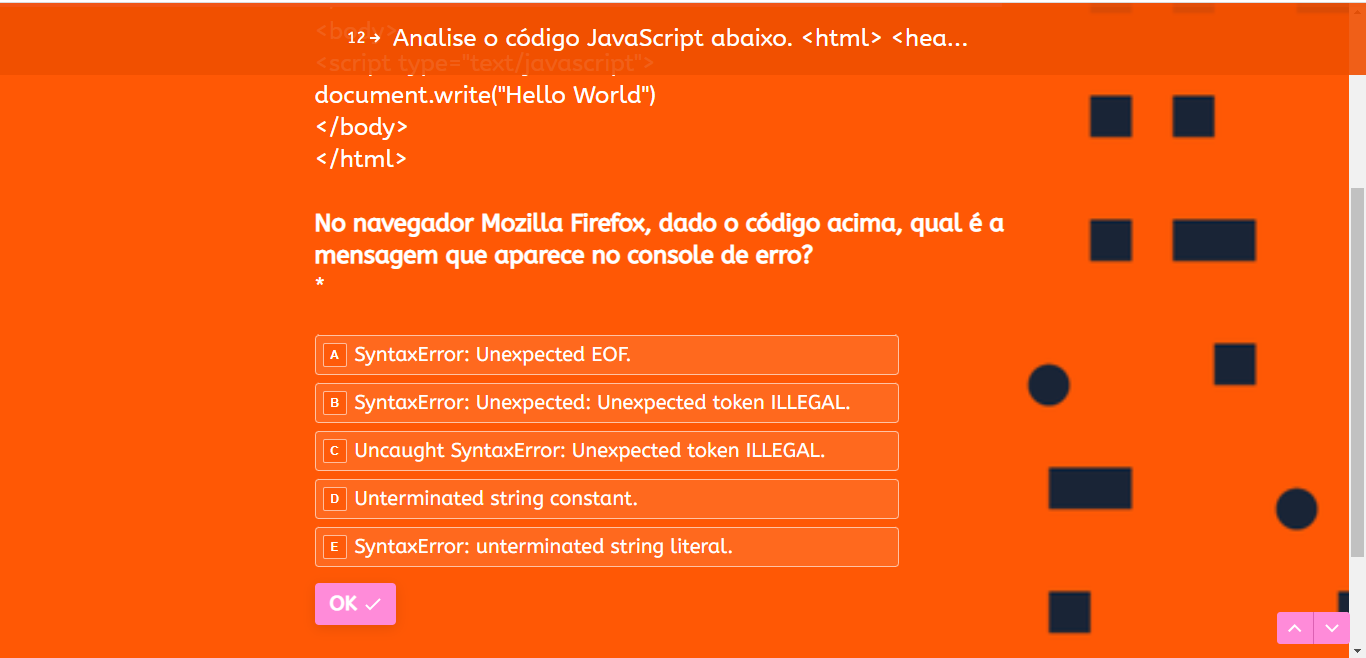 <body>
12→ Analise o código JavaScript abaixo. <html> <hea...
<script type="text/javascript">
document.write("Hello World")
</body>
</html>
No navegador Mozilla Firefox, dado o código acima, qual é a
mensagem que aparece no console de erro?
*
A SyntaxError: Unexpected EOF.
B SyntaxError: Unexpected: Unexpected token ILLEGAL.
C Uncaught SyntaxError: Unexpected token ILLEGAL.
D Unterminated string constant.
E SyntaxError: unterminated string literal.
OK ✓